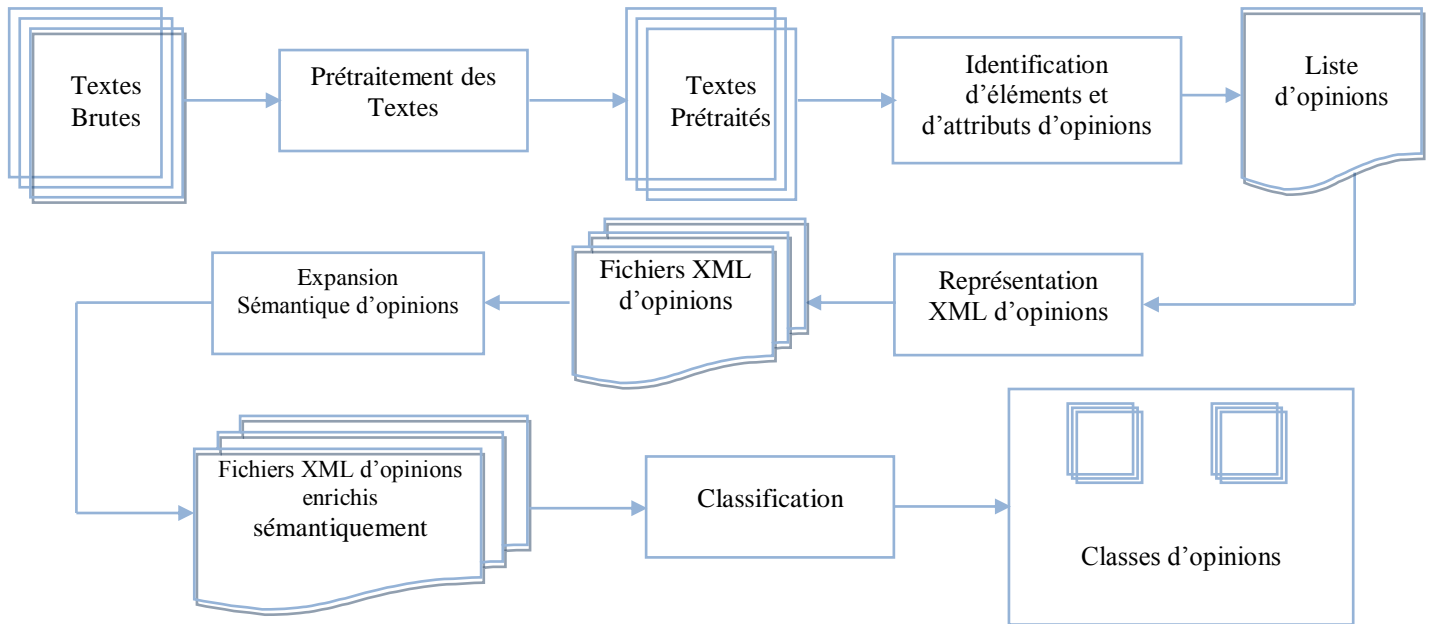 Textes
Brutes
Prétraitement des
Textes
Textes
Prétraités
Identification
d'éléments et
d'attributs d'opinions
Liste
d'opinions
Expansion
Sémantique d'opinions
Fichiers XML
d'opinions
Représentation
XML d'opinions
Fichiers XML d'opinions
enrichis
sémantiquement
Classification
Classes d'opinions